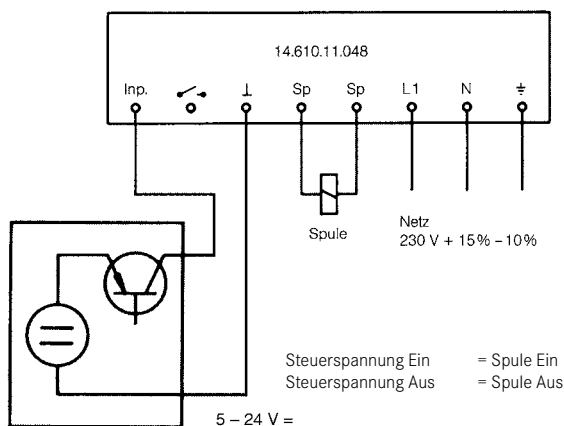 14.610.11.048
Inp. ⊥ Sp Sp L1 N ⏚
Spule
Netz
230 V + 15% – 10%
Steuerspannung Ein = Spule Ein
Steuerspannung Aus = Spule Aus
5 – 24 V =